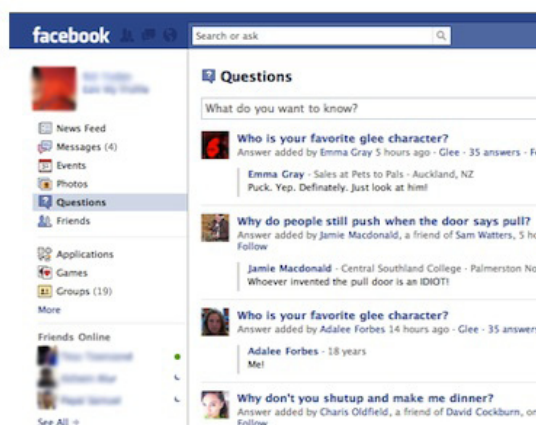 facebook
Search or ask
Questions
What do you want to know?
News Feed
Messages (4)
Events
Photos
Questions
Friends
Applications
Games
Groups (19)
More
Friends Online
See All
Who is your favorite glee character?
Answer added by Emma Gray 5 hours ago · Glee · 35 answers · F
Emma Gray · Sales at Pets to Pals · Auckland, NZ
Puck. Yep. Definately. Just look at him!
Why do people still push when the door says pull?
Answer added by Jamie Macdonald, a friend of Sam Watters, 5 ho
Follow
Jamie Macdonald · Central Southland College · Palmerston No
Whoever invented the pull door is an IDIOT!
Who is your favorite glee character?
Answer added by Adalee Forbes 14 hours ago · Glee · 35 answers
Adalee Forbes · 18 years
Me!
Why don't you shutup and make me dinner?
Answer added by Charis Oldfield, a friend of David Cockburn, on
Follow